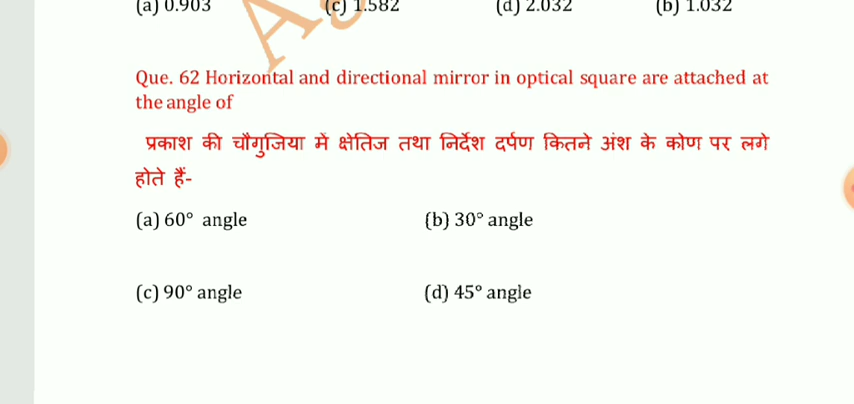 (a) 0.903 (c) 1.582 (d) 2.032 (b) 1.032
Que. 62 Horizontal and directional mirror in optical square are attached at
the angle of
प्रकाश की चौगुजिया में क्षेतिज तथा निर्देश दर्पण कितने अंश के कोण पर लगे
होते हैं-
(a) 60° angle (b) 30° angle
(c) 90° angle (d) 45° angle